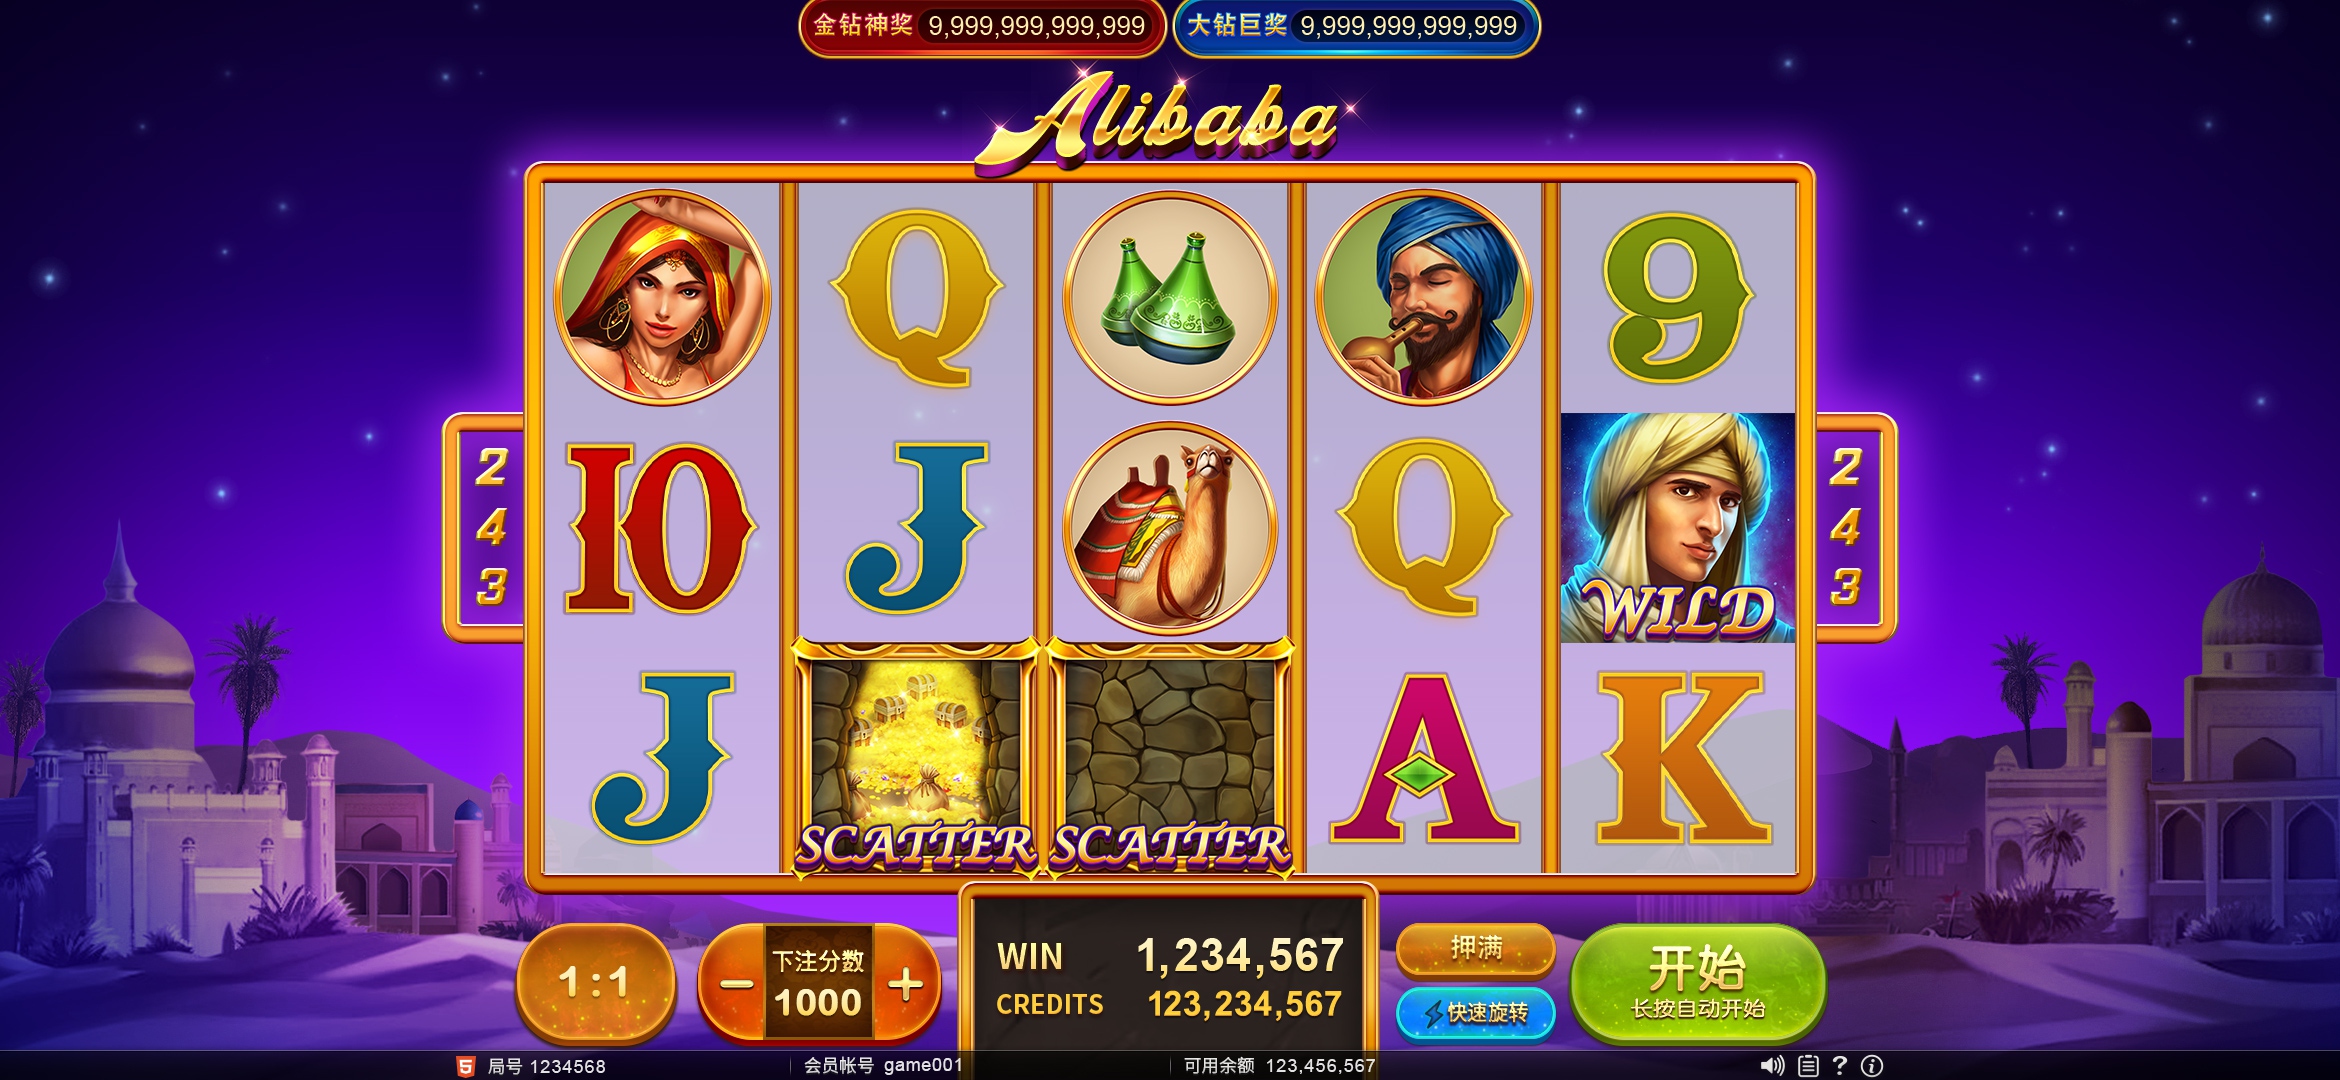 金钻神奖 9,999,999,999,999
大钻巨奖 9,999,999,999,999
Alibaba
Q
9
2
4
3
10
J
Q
WILD
2
4
3
J
SCATTER
SCATTER
A
K
1:1
下注分数
1000
WIN 1,234,567
CREDITS 123,234,567
押满
快速旋转
开始
长按自动开始
5 局号 1234568
会员帐号 game001
可用余额 123,456,567
?
i